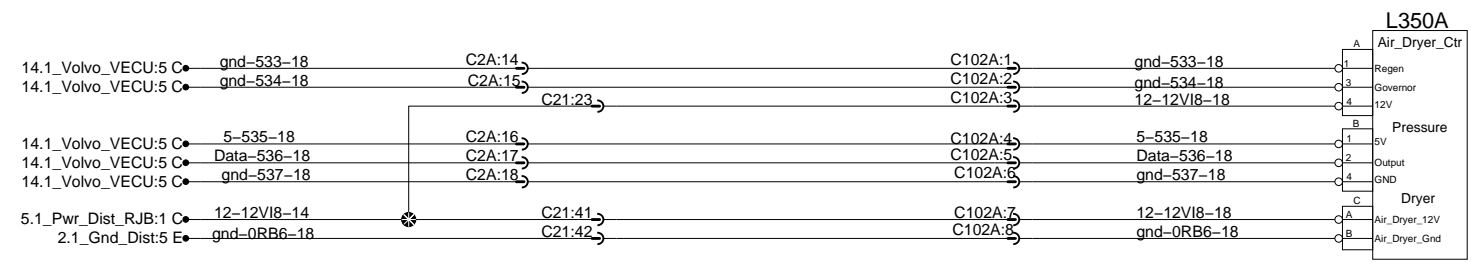 L350A
A Air_Dryer_Ctr
14.1_Volvo_VECU:5 C gnd-533-18 C2A:14 C102A:1 gnd-533-18 1 Regen
14.1_Volvo_VECU:5 C gnd-534-18 C2A:15 C102A:2 gnd-534-18 3 Governor
C21:23 C102A:3 12-12VI8-18 4 12V
B Pressure
14.1_Volvo_VECU:5 C 5-535-18 C2A:16 C102A:4 5-535-18 1 5V
14.1_Volvo_VECU:5 C Data-536-18 C2A:17 C102A:5 Data-536-18 2 Output
14.1_Volvo_VECU:5 C gnd-537-18 C2A:18 C102A:6 gnd-537-18 4 GND
C Dryer
5.1_Pwr_Dist_RJB:1 C 12-12VI8-14 C21:41 C102A:7 12-12VI8-18 A Air_Dryer_12V
2.1_Gnd_Dist:5 E gnd-0RB6-18 C21:42 C102A:8 gnd-0RB6-18 B Air_Dryer_Gnd